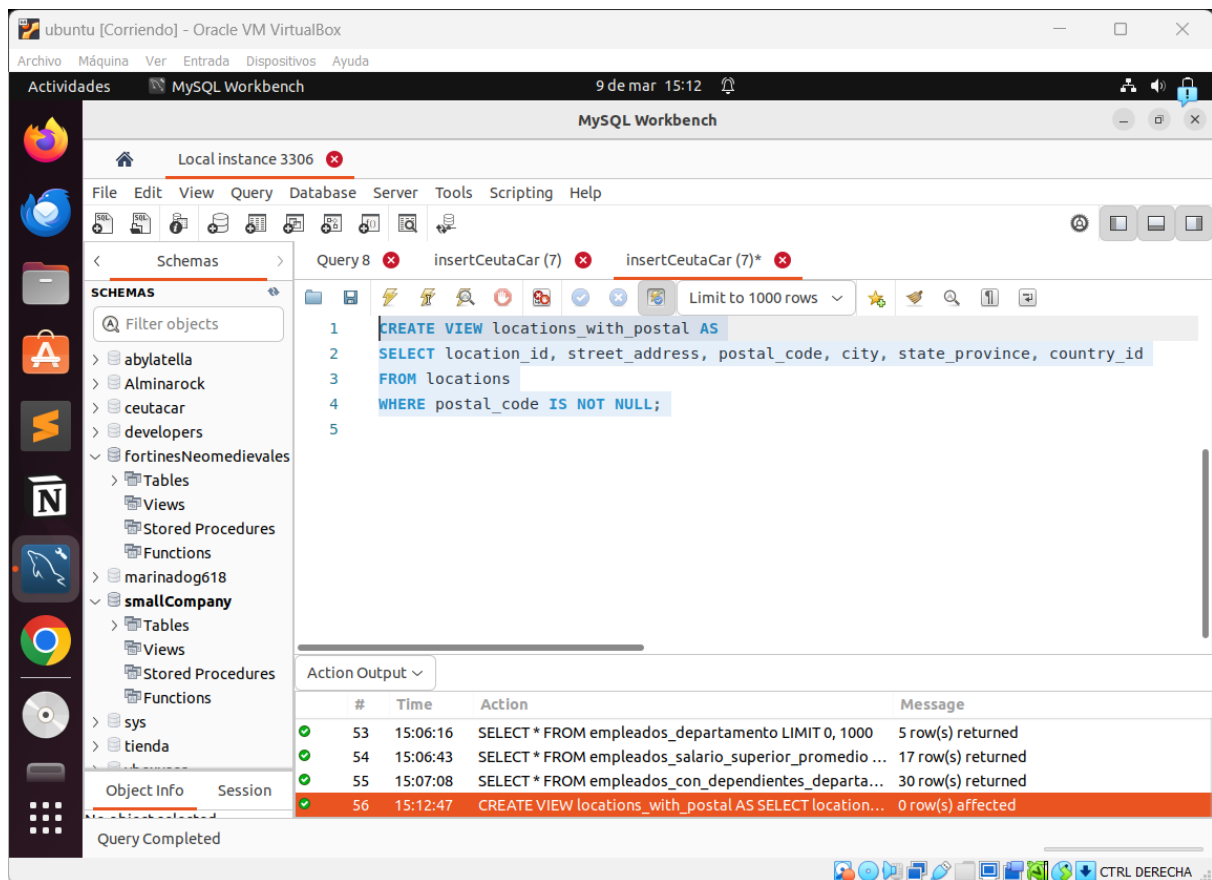 ubuntu [Corriendo] - Oracle VM VirtualBox
Archivo Máquina Ver Entrada Dispositivos Ayuda
Actividades MySQL Workbench 9 de mar 15:12
MySQL Workbench
Local instance 3306
File Edit View Query Database Server Tools Scripting Help
Schemas
Query 8 insertCeutaCar (7) insertCeutaCar (7)*
SCHEMAS
Limit to 1000 rows
Filter objects
abylatella
Alminarock
ceutacar
developers
fortinesNeomedievales
Tables
Views
Stored Procedures
Functions
marinadog618
smallCompany
Tables
Views
Stored Procedures
Functions
sys
tienda
1 CREATE VIEW locations_with_postal AS
2 SELECT location_id, street_address, postal_code, city, state_province, country_id
3 FROM locations
4 WHERE postal_code IS NOT NULL;
5
Action Output
# Time Action Message
53 15:06:16 SELECT * FROM empleados_departamento LIMIT 0, 1000 5 row(s) returned
54 15:06:43 SELECT * FROM empleados_salario_superior_promedio ... 17 row(s) returned
55 15:07:08 SELECT * FROM empleados_con_dependientes_departa... 30 row(s) returned
56 15:12:47 CREATE VIEW locations_with_postal AS SELECT location... 0 row(s) affected
Object Info Session
Query Completed
CTRL DERECHA